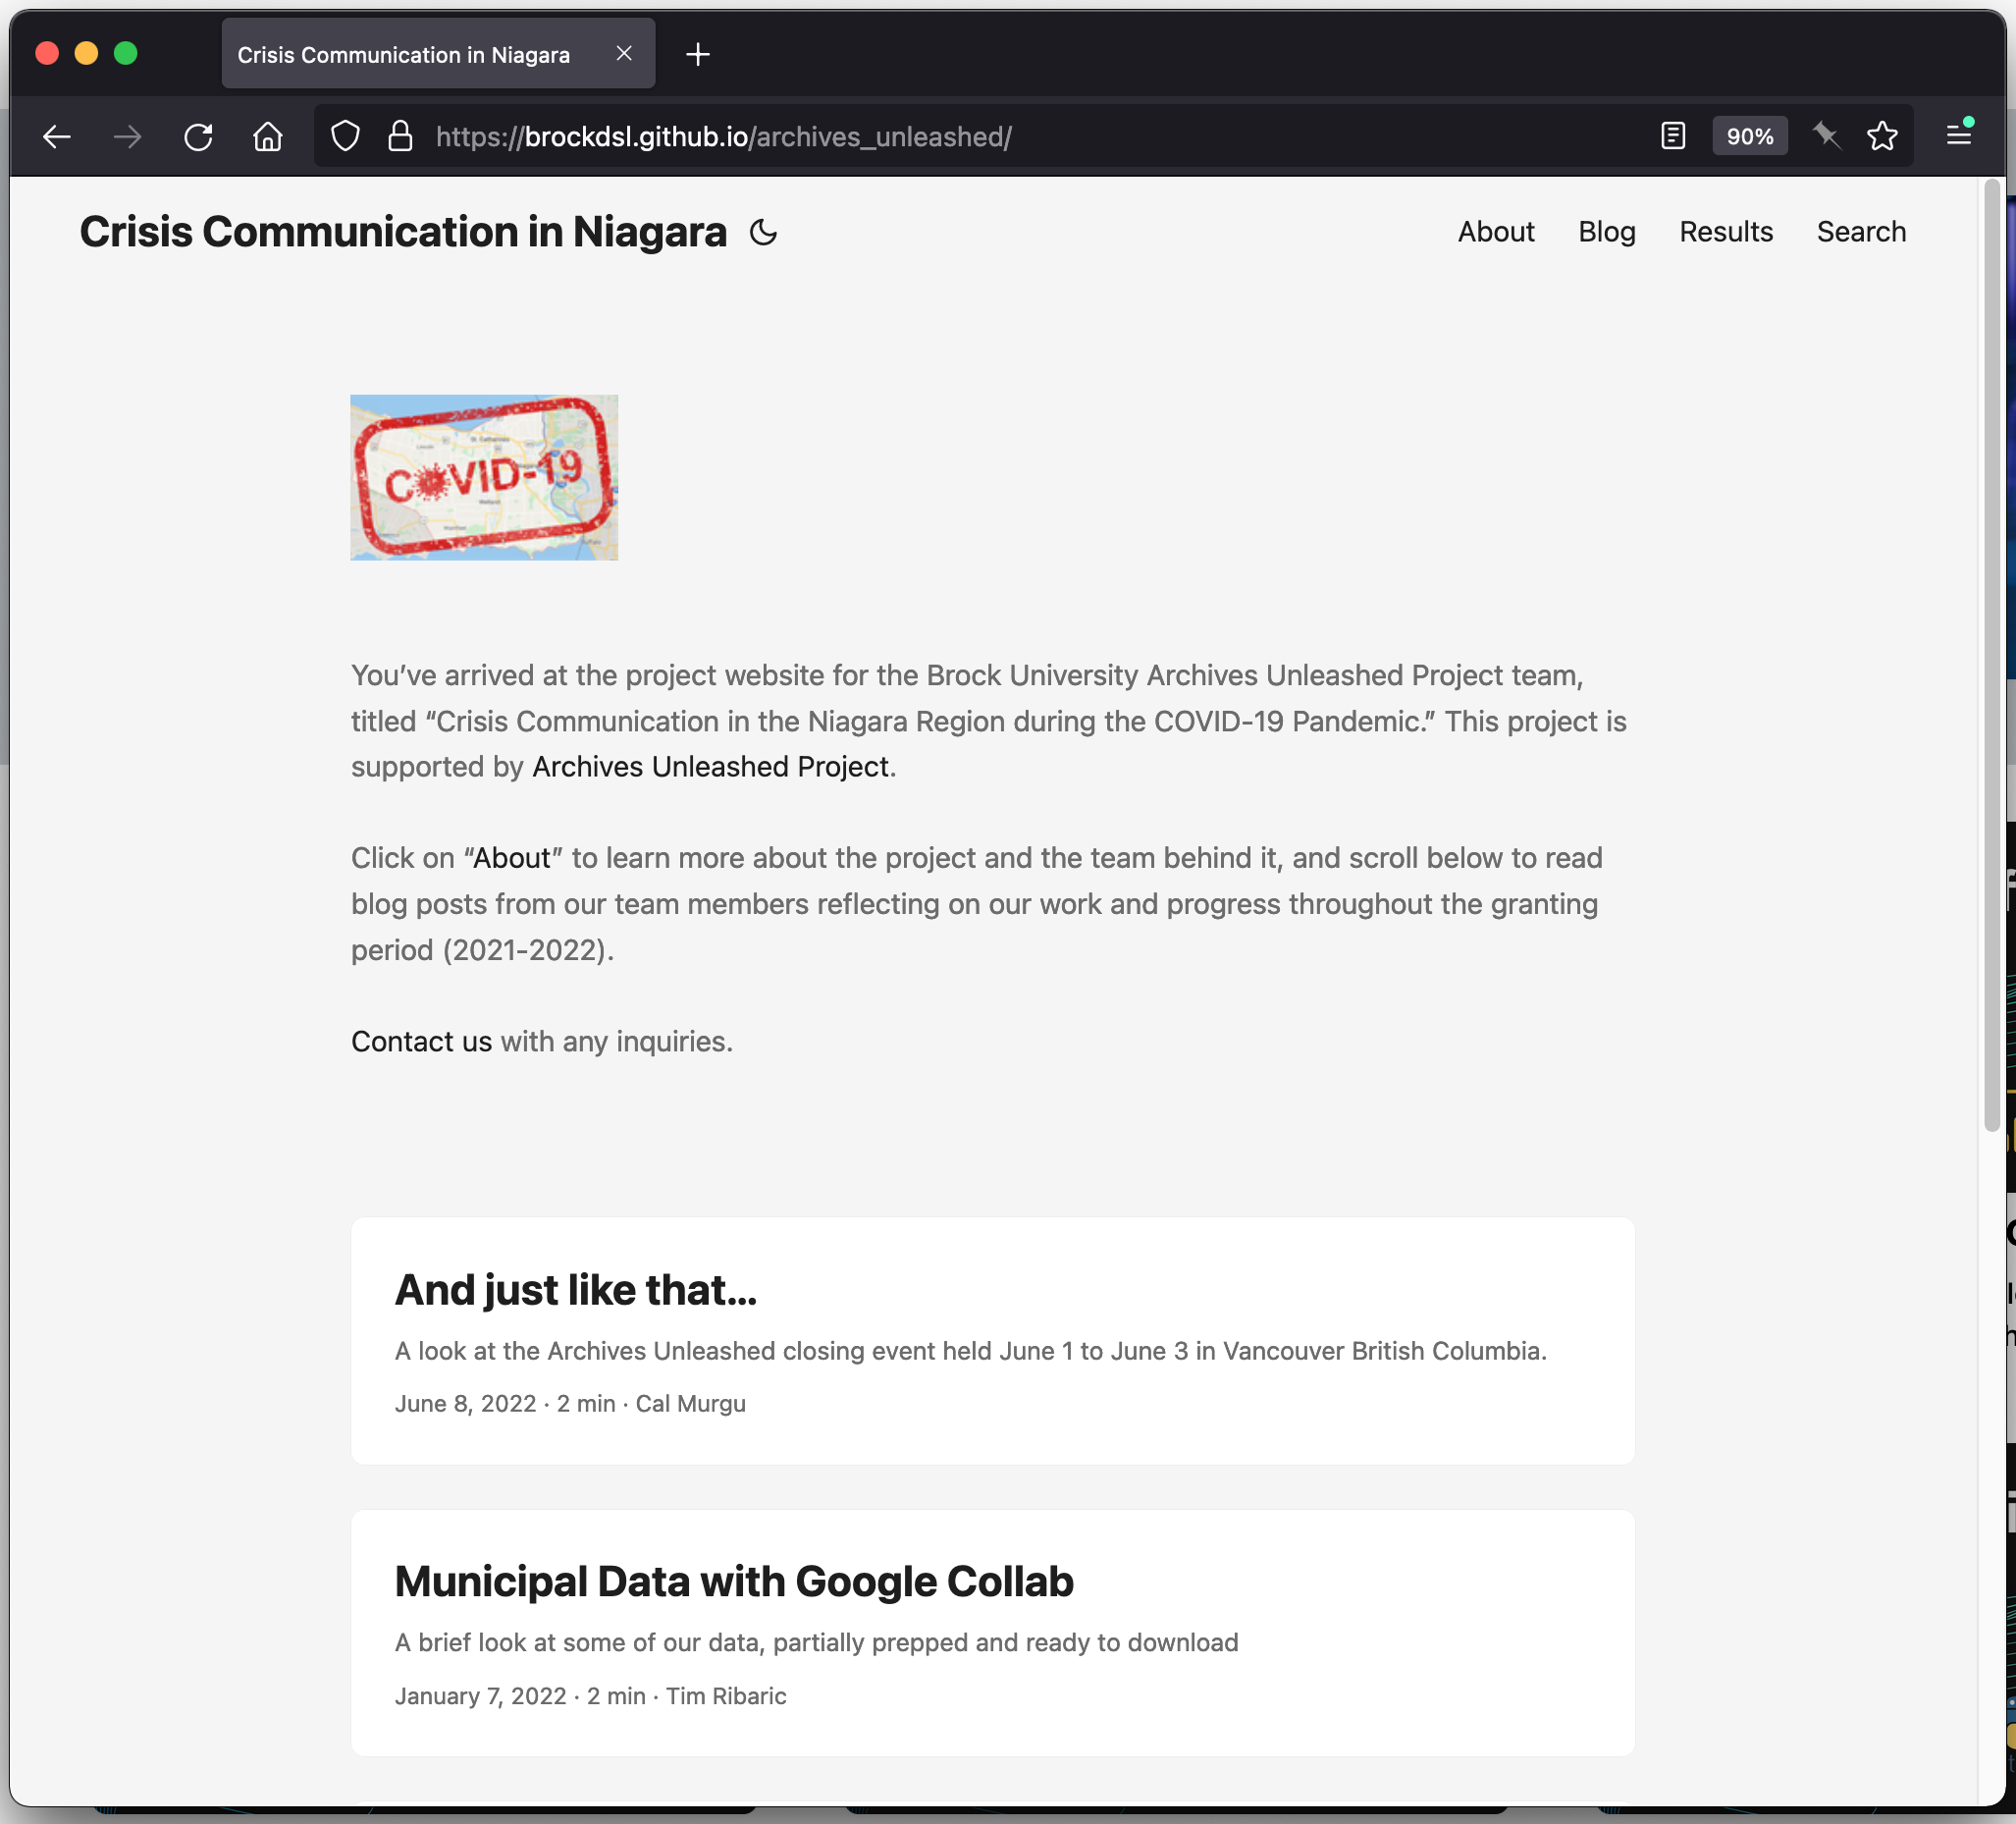 Crisis Communication in Niagara
https://brockdsl.github.io/archives_unleashed/
90%
Crisis Communication in Niagara
About
Blog
Results
Search
COVID-19
You’ve arrived at the project website for the Brock University Archives Unleashed Project team,
titled “Crisis Communication in the Niagara Region during the COVID-19 Pandemic.” This project is
supported by Archives Unleashed Project.
Click on “About” to learn more about the project and the team behind it, and scroll below to read
blog posts from our team members reflecting on our work and progress throughout the granting
period (2021-2022).
Contact us with any inquiries.
And just like that...
A look at the Archives Unleashed closing event held June 1 to June 3 in Vancouver British Columbia.
June 8, 2022 · 2 min · Cal Murgu
Municipal Data with Google Collab
A brief look at some of our data, partially prepped and ready to download
January 7, 2022 · 2 min · Tim Ribaric